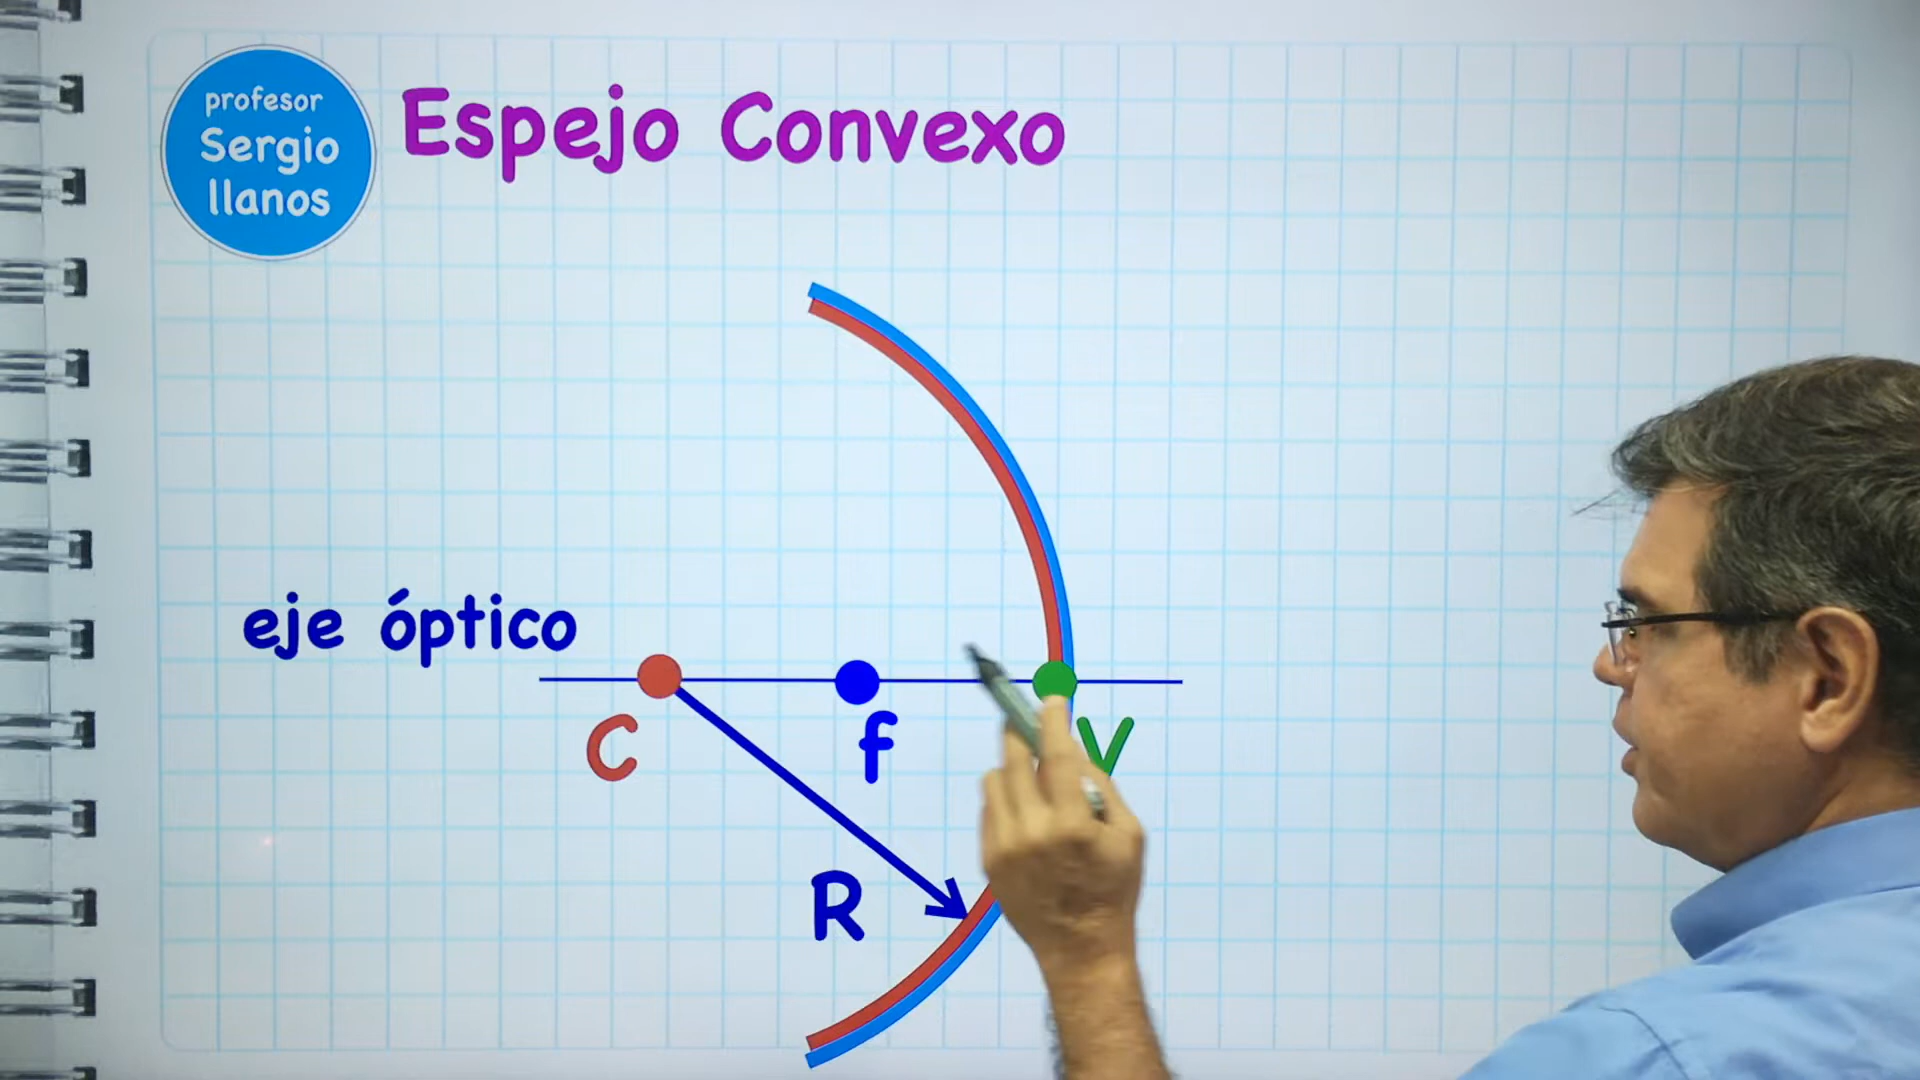 profesor
Sergio
llanos
Espejo Convexo
eje óptico
C
f
V
R